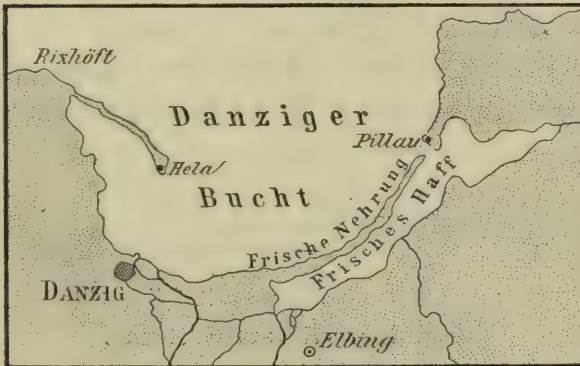 Rixhöft
Danziger
Pillau
Hela
Bucht
Frische Nehrung
Frisches Haff
DANZIG
Elbing